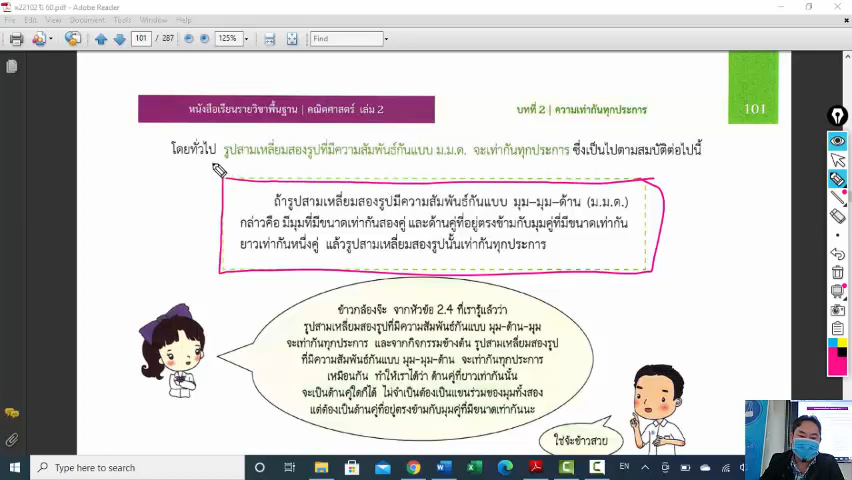 ค21102 ปี 60.pdf - Adobe Reader
File Edit View Document Tools Window Help
101 / 287 125% Find
หนังสือเรียนรายวิชาพื้นฐาน | คณิตศาสตร์ เล่ม 2
บทที่ 2 | ความเท่ากันทุกประการ
101
โดยทั่วไป รูปสามเหลี่ยมสองรูปที่มีความสัมพันธ์กันแบบ ม.ม.ด. จะเท่ากันทุกประการ ซึ่งเป็นไปตามสมบัติต่อไปนี้
ถ้ารูปสามเหลี่ยมสองรูปมีความสัมพันธ์กันแบบ มุม–มุม–ด้าน (ม.ม.ด.)
กล่าวคือ มีมุมที่มีขนาดเท่ากันสองคู่ และด้านคู่ที่อยู่ตรงข้ามกับมุมคู่ที่มีขนาดเท่ากัน
ยาวเท่ากันหนึ่งคู่ แล้วรูปสามเหลี่ยมสองรูปนั้นเท่ากันทุกประการ
ข้าวกล้องจ๊ะ จากหัวข้อ 2.4 ที่เรารู้แล้วว่า
รูปสามเหลี่ยมสองรูปที่มีความสัมพันธ์กันแบบ มุม-ด้าน-มุม
จะเท่ากันทุกประการ และจากกิจกรรมข้างต้น รูปสามเหลี่ยมสองรูป
ที่มีความสัมพันธ์กันแบบ มุม-มุม-ด้าน จะเท่ากันทุกประการ
เหมือนกัน ทำให้เราได้ว่า ด้านคู่ที่ยาวเท่ากันนั้น
จะเป็นด้านคู่ใดก็ได้ ไม่จำเป็นต้องเป็นแขนร่วมของมุมทั้งสอง
แต่ต้องเป็นด้านคู่ที่อยู่ตรงข้ามกับมุมคู่ที่มีขนาดเท่ากันนะ
ใช่จ้ะข้าวสวย
Type here to search
EN